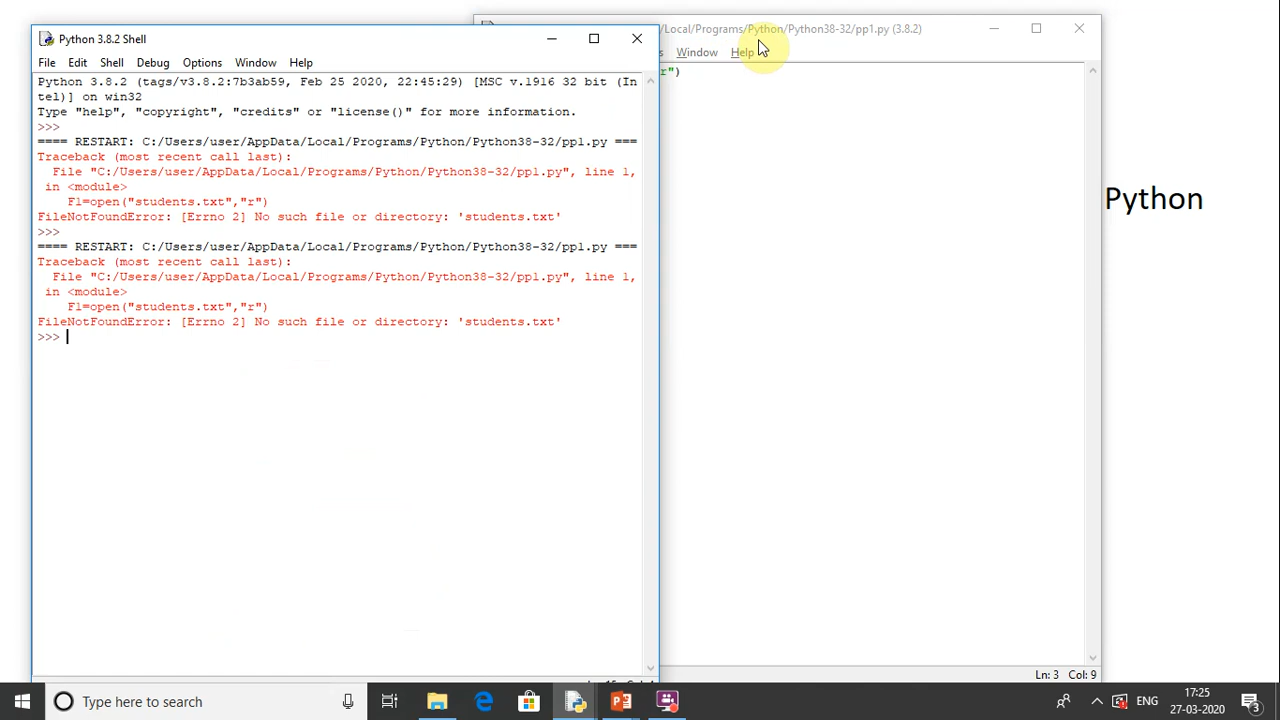 /Local/Programs/Python/Python38-32/pp1.py (3.8.2)
Python 3.8.2 Shell
Window Help
File Edit Shell Debug Options Window Help
r")
Python 3.8.2 (tags/v3.8.2:7b3ab59, Feb 25 2020, 22:45:29) [MSC v.1916 32 bit (In
tel)] on win32
Type "help", "copyright", "credits" or "license()" for more information.
>>>
==== RESTART: C:/Users/user/AppData/Local/Programs/Python/Python38-32/pp1.py ===
Traceback (most recent call last):
File "C:/Users/user/AppData/Local/Programs/Python/Python38-32/pp1.py", line 1,
in <module>
F1=open("students.txt","r")
FileNotFoundError: [Errno 2] No such file or directory: 'students.txt'
>>>
==== RESTART: C:/Users/user/AppData/Local/Programs/Python/Python38-32/pp1.py ===
Traceback (most recent call last):
File "C:/Users/user/AppData/Local/Programs/Python/Python38-32/pp1.py", line 1,
in <module>
F1=open("students.txt","r")
FileNotFoundError: [Errno 2] No such file or directory: 'students.txt'
>>>
Python
Ln: 3 Col: 9
Type here to search
ENG
17:25
27-03-2020
3